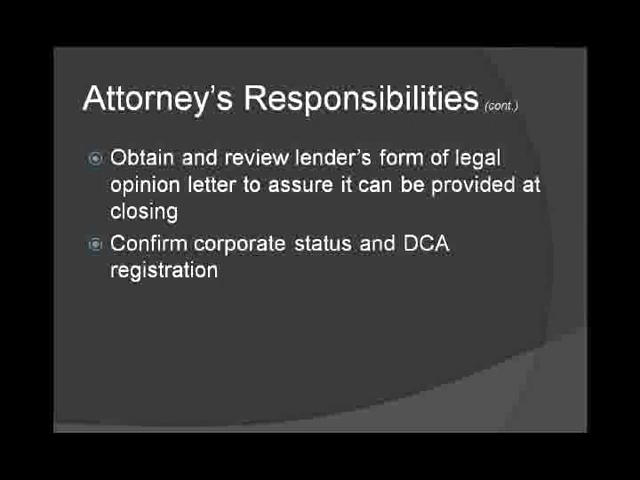 Attorney's Responsibilities (cont.)
Obtain and review lender's form of legal
opinion letter to assure it can be provided at
closing
Confirm corporate status and DCA
registration